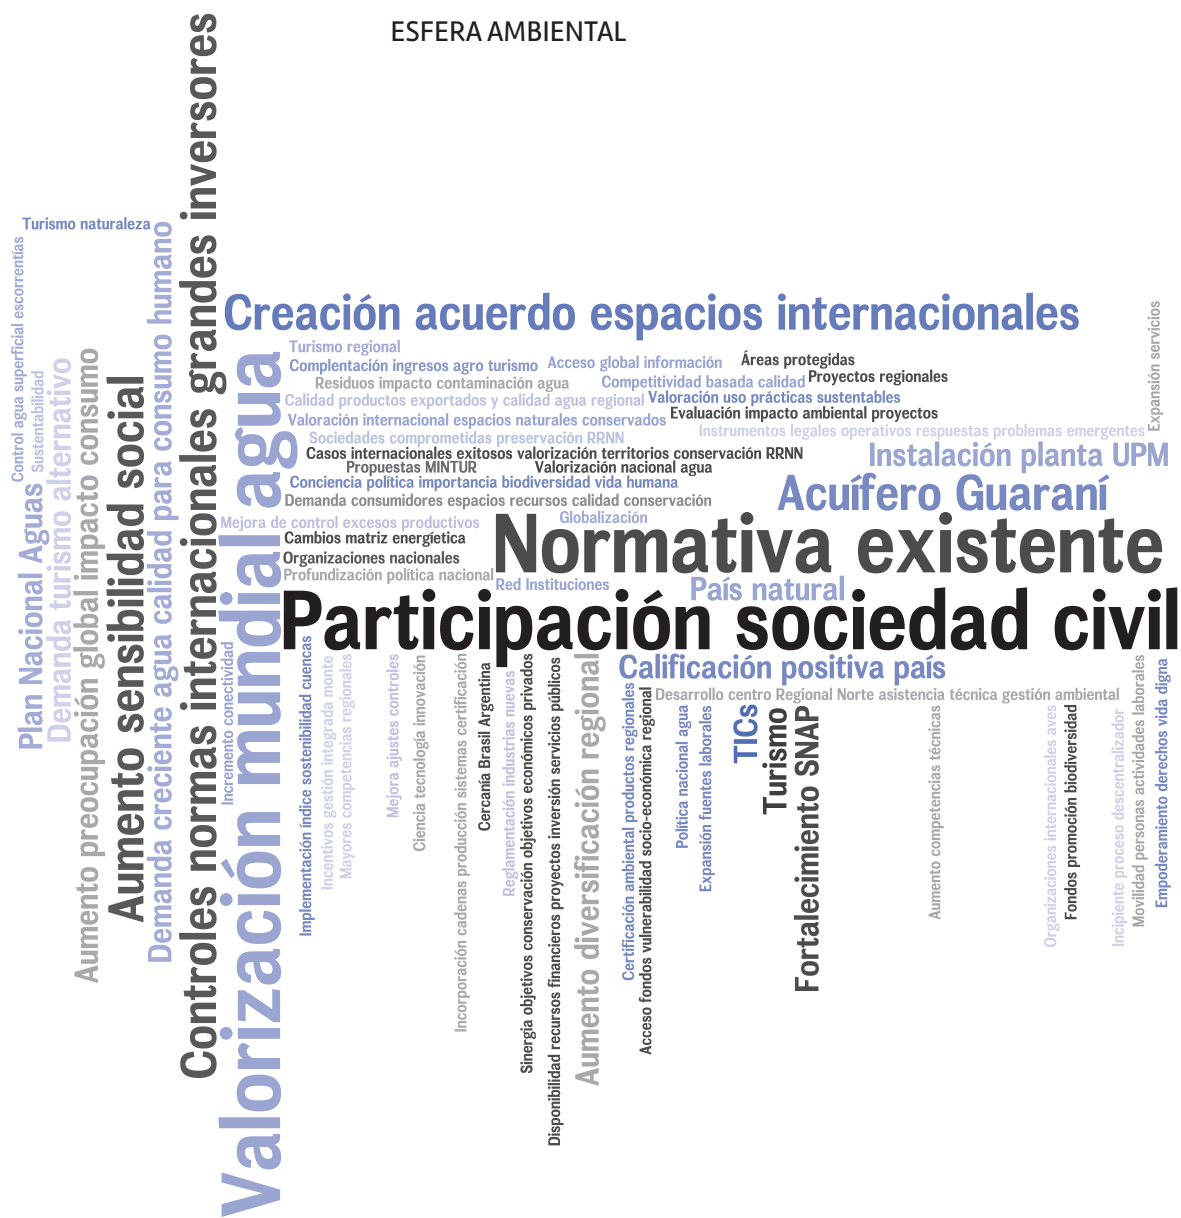 ESFERA AMBIENTAL
Turismo naturaleza
Control agua superficial escorrentías
Sustentabilidad
Plan Nacional Aguas
Demanda turismo alternativo
Aumento preocupación global impacto consumo
Aumento sensibilidad social
Demanda creciente agua calidad para consumo humano
Controles normas internacionales grandes inversores
Valorización mundial agua
Creación acuerdo espacios internacionales
Turismo regional
Complentación ingresos agro turismo
Acceso global información
Áreas protegidas
Residuos impacto contaminación agua
Competitividad basada calidad
Proyectos regionales
Calidad productos exportados y calidad agua regional
Valoración uso prácticas sustentables
Valoración internacional espacios naturales conservados
Evaluación impacto ambiental proyectos
Expansión servicios
Sociedades comprometidas preservación RRNN
Instrumentos legales operativos respuestas problemas emergentes
Casos internacionales exitosos valorización territorios conservación RRNN
Instalación planta UPM
Propuestas MINTUR
Valorización nacional agua
Conciencia política importancia biodiversidad vida humana
Acuífero Guaraní
Demanda consumidores espacios recursos calidad conservación
Mejora de control excesos productivos
Globalización
Cambios matriz energíetica
Normativa existente
Organizaciones nacionales
Profundización política nacional
Red Instituciones
País natural
Participación sociedad civil
Calificación positiva país
Desarrollo centro Regional Norte asistencia técnica gestión ambiental
Incremento conectividad
Implementación índice sostenibilidad cuencas
Incentivos gestión integrada monte
Mayores competencias regionales
Mejora ajustes controles
Ciencia tecnología innovación
Incorporación cadenas producción sistemas certificación
Cercanía Brasil Argentina
Reglamentación industrias nuevas
Sinergia objetivos conservación objetivos económicos privados
Disponibilidad recursos financieros proyectos inversión servicios públicos
Aumento diversificación regional
Certificación ambiental productos regionales
Acceso fondos vulnerabilidad socio-económica regional
Política nacional agua
Expansión fuentes laborales
TICs
Turismo
Fortalecimiento SNAP
Aumento competencias técnicas
Organizaciones internacionales aves
Fondos promoción biodiversidad
Incipiente proceso descentralizador
Movilidad personas actividades laborales
Empoderamiento derechos vida digna